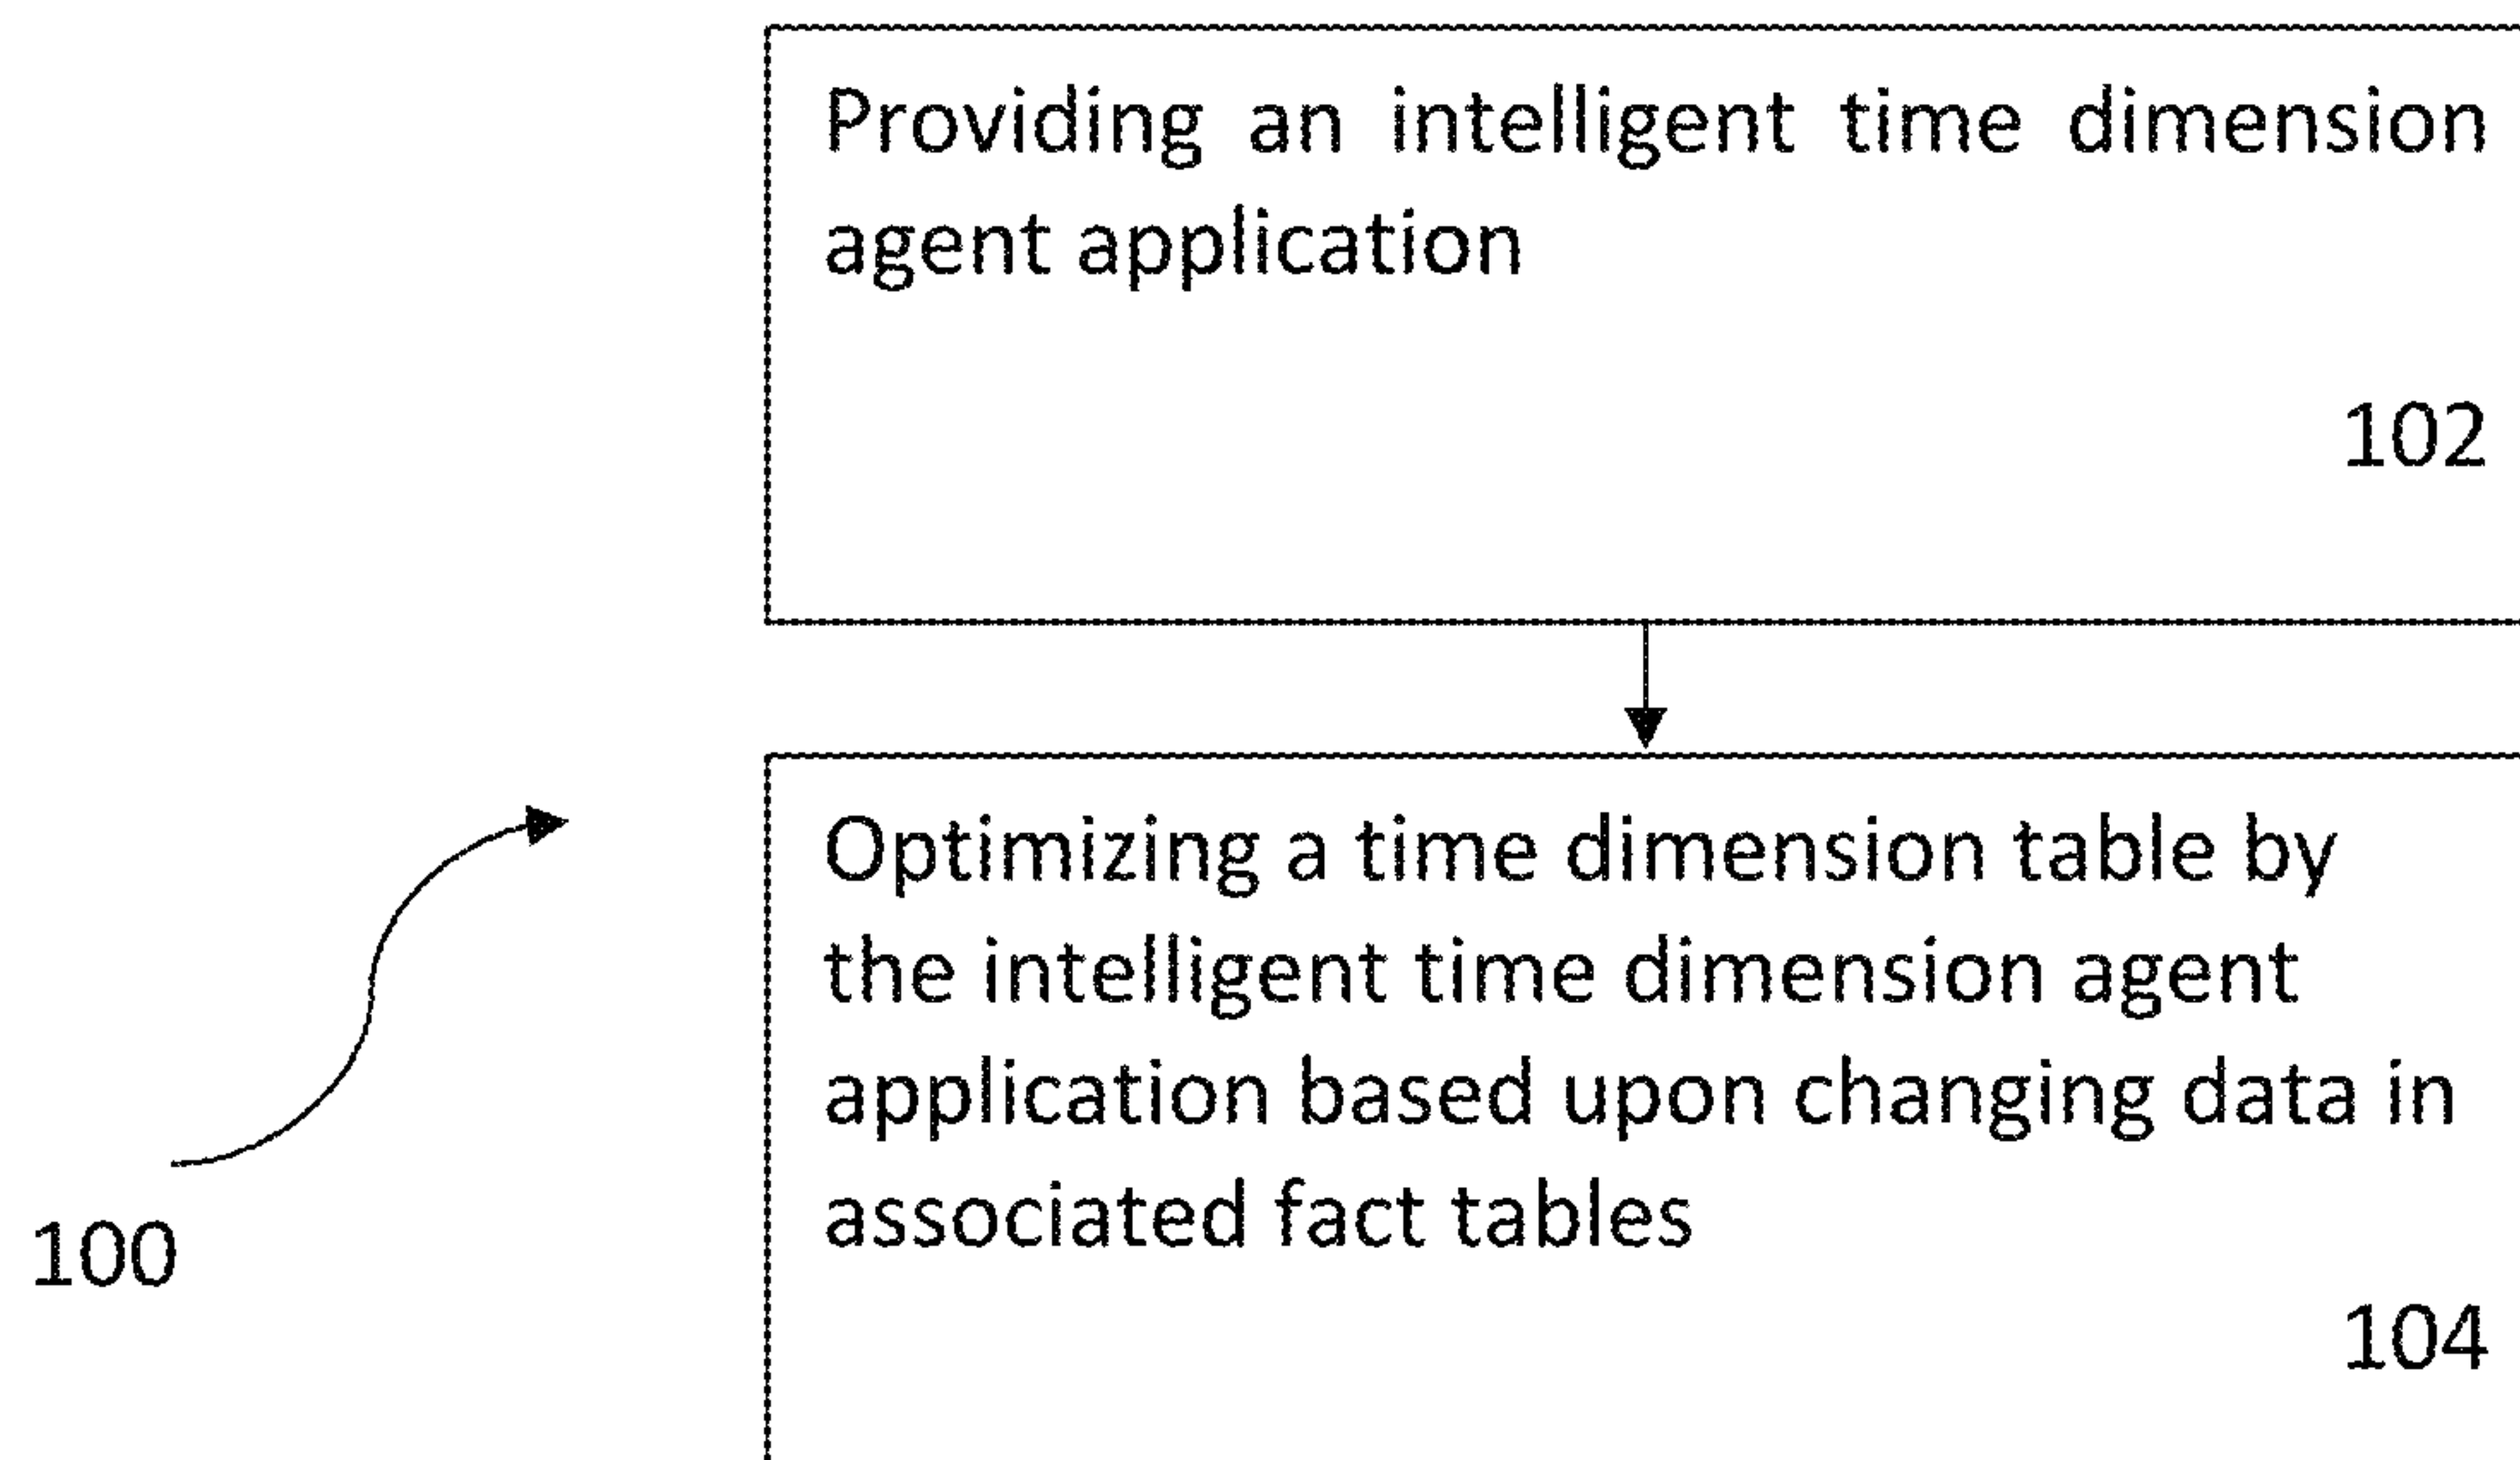 Providing an intelligent time dimension
agent application
102
Optimizing a time dimension table by
the intelligent time dimension agent
application based upon changing data in
associated fact tables
100
104